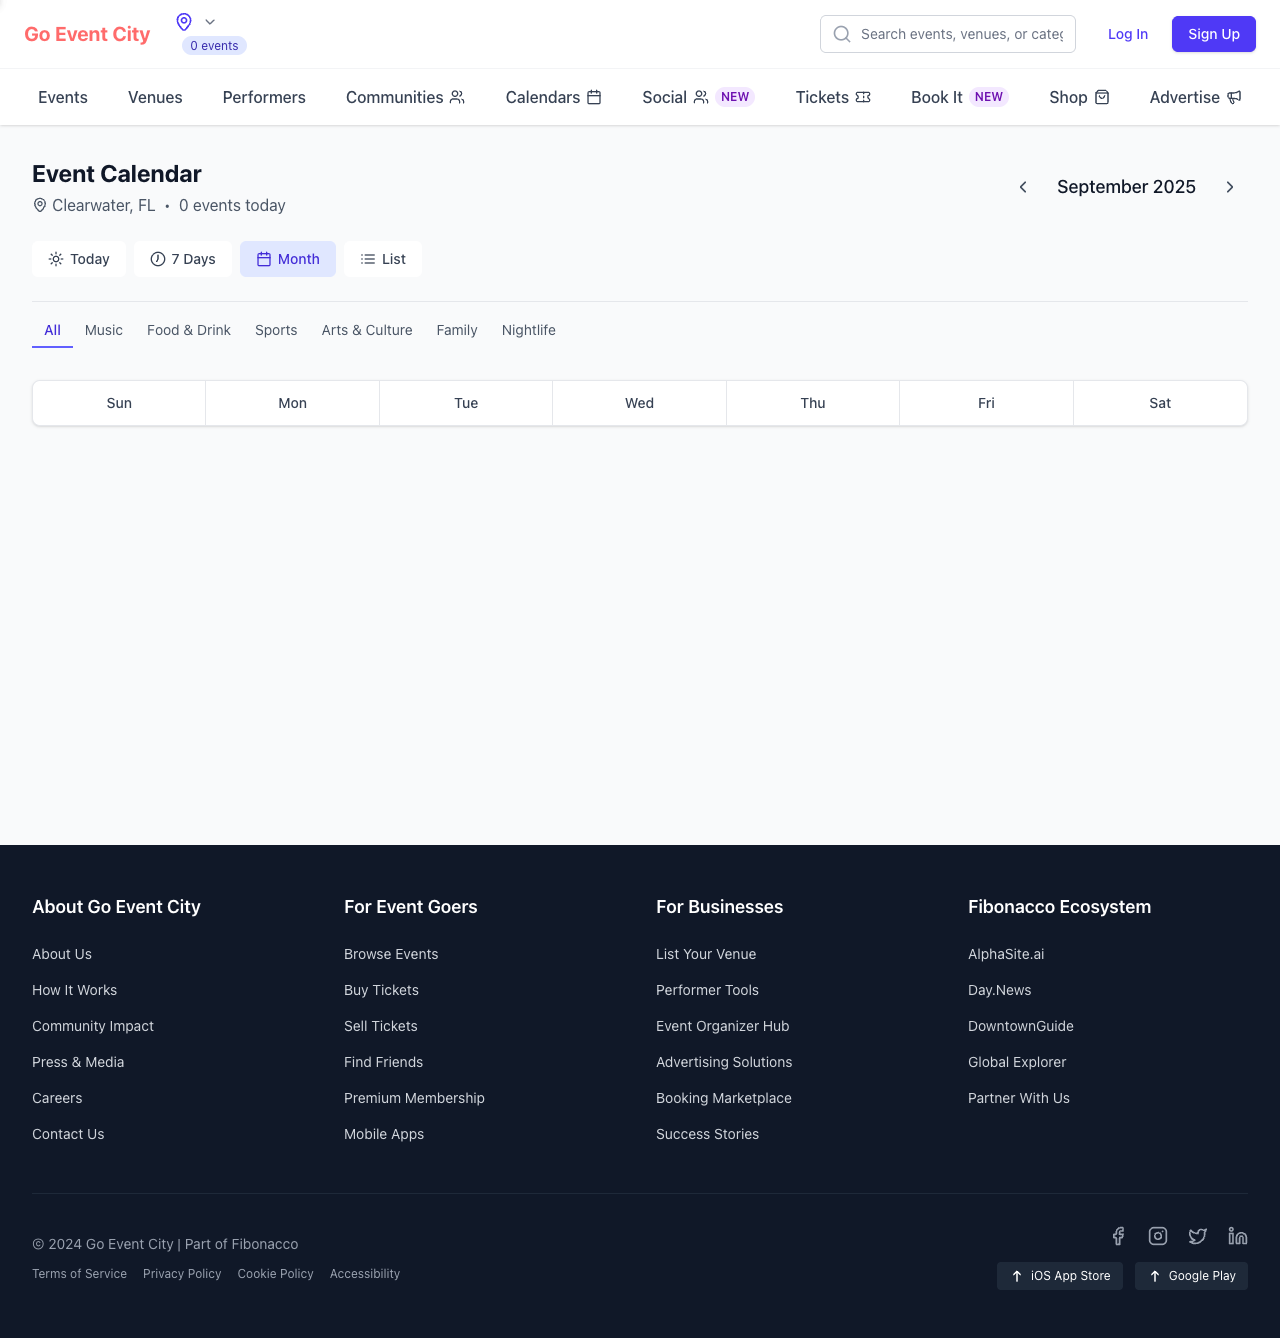 Go Event City
0 events
Search events, venues, or categ
Log In
Sign Up
Events
Venues
Performers
Communities
Calendars
Social NEW
Tickets
Book It NEW
Shop
Advertise
Event Calendar
Clearwater, FL • 0 events today
September 2025
Today
7 Days
Month
List
All
Music
Food & Drink
Sports
Arts & Culture
Family
Nightlife
Sun
Mon
Tue
Wed
Thu
Fri
Sat
About Go Event City
About Us
How It Works
Community Impact
Press & Media
Careers
Contact Us
For Event Goers
Browse Events
Buy Tickets
Sell Tickets
Find Friends
Premium Membership
Mobile Apps
For Businesses
List Your Venue
Performer Tools
Event Organizer Hub
Advertising Solutions
Booking Marketplace
Success Stories
Fibonacco Ecosystem
AlphaSite.ai
Day.News
DowntownGuide
Global Explorer
Partner With Us
© 2024 Go Event City | Part of Fibonacco
Terms of Service
Privacy Policy
Cookie Policy
Accessibility
iOS App Store
Google Play